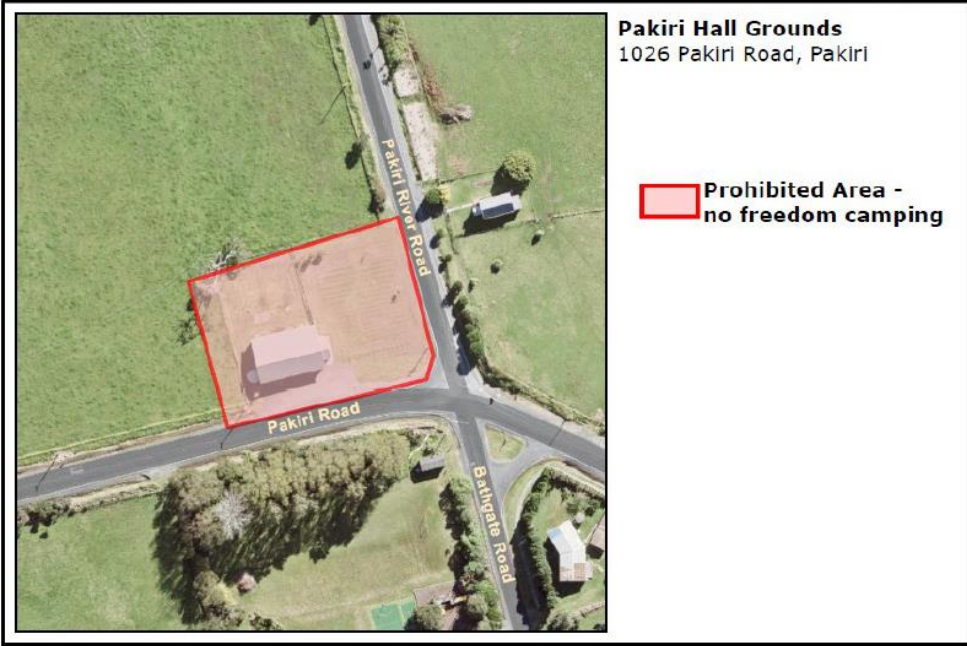 Pakiri Hall Grounds
1026 Pakiri Road, Pakiri
Prohibited Area -
no freedom camping
Pakiri River Road
Pakiri Road
Bathgate Road